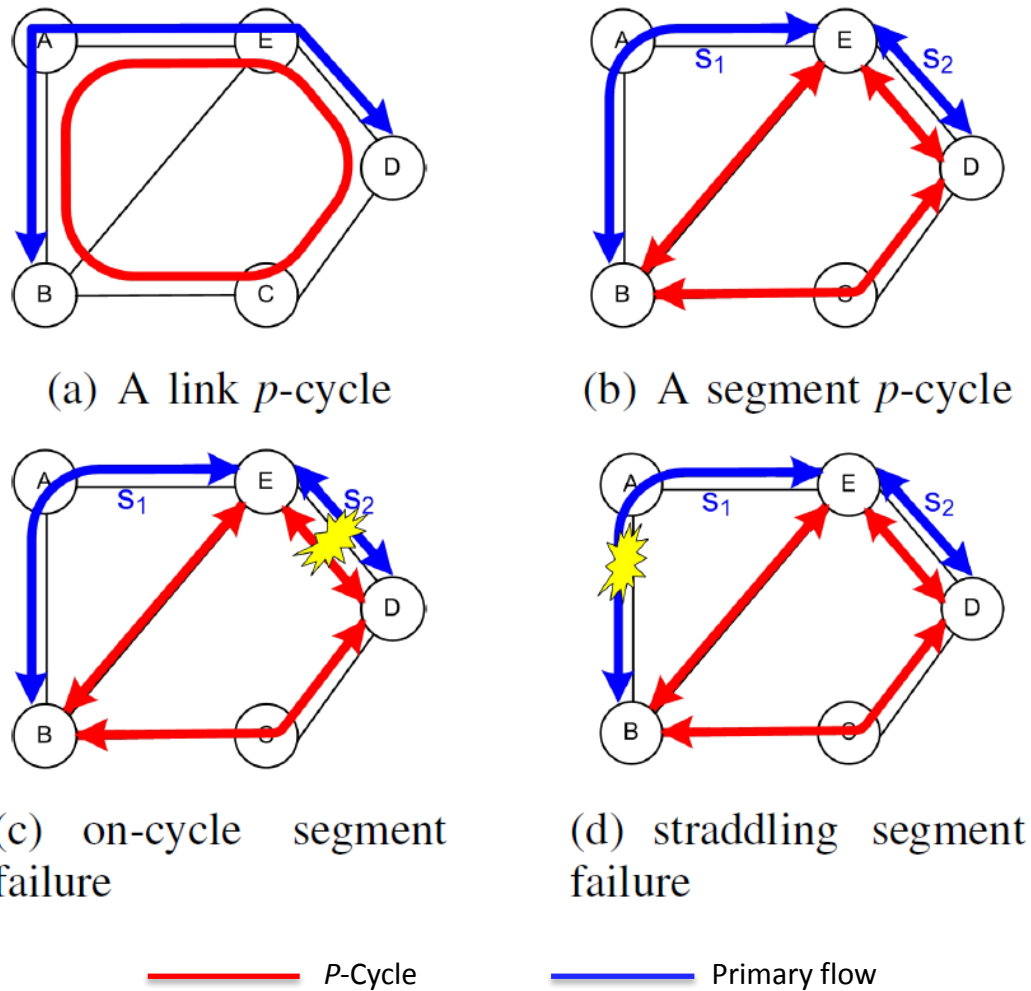 A
E
D
B
C
(a) A link p-cycle
A
E
s1
s2
D
B
C
(b) A segment p-cycle
A
E
s1
s2
D
B
C
(c) on-cycle segment
failure
A
E
s1
s2
D
B
C
(d) straddling segment
failure
P-Cycle
Primary flow